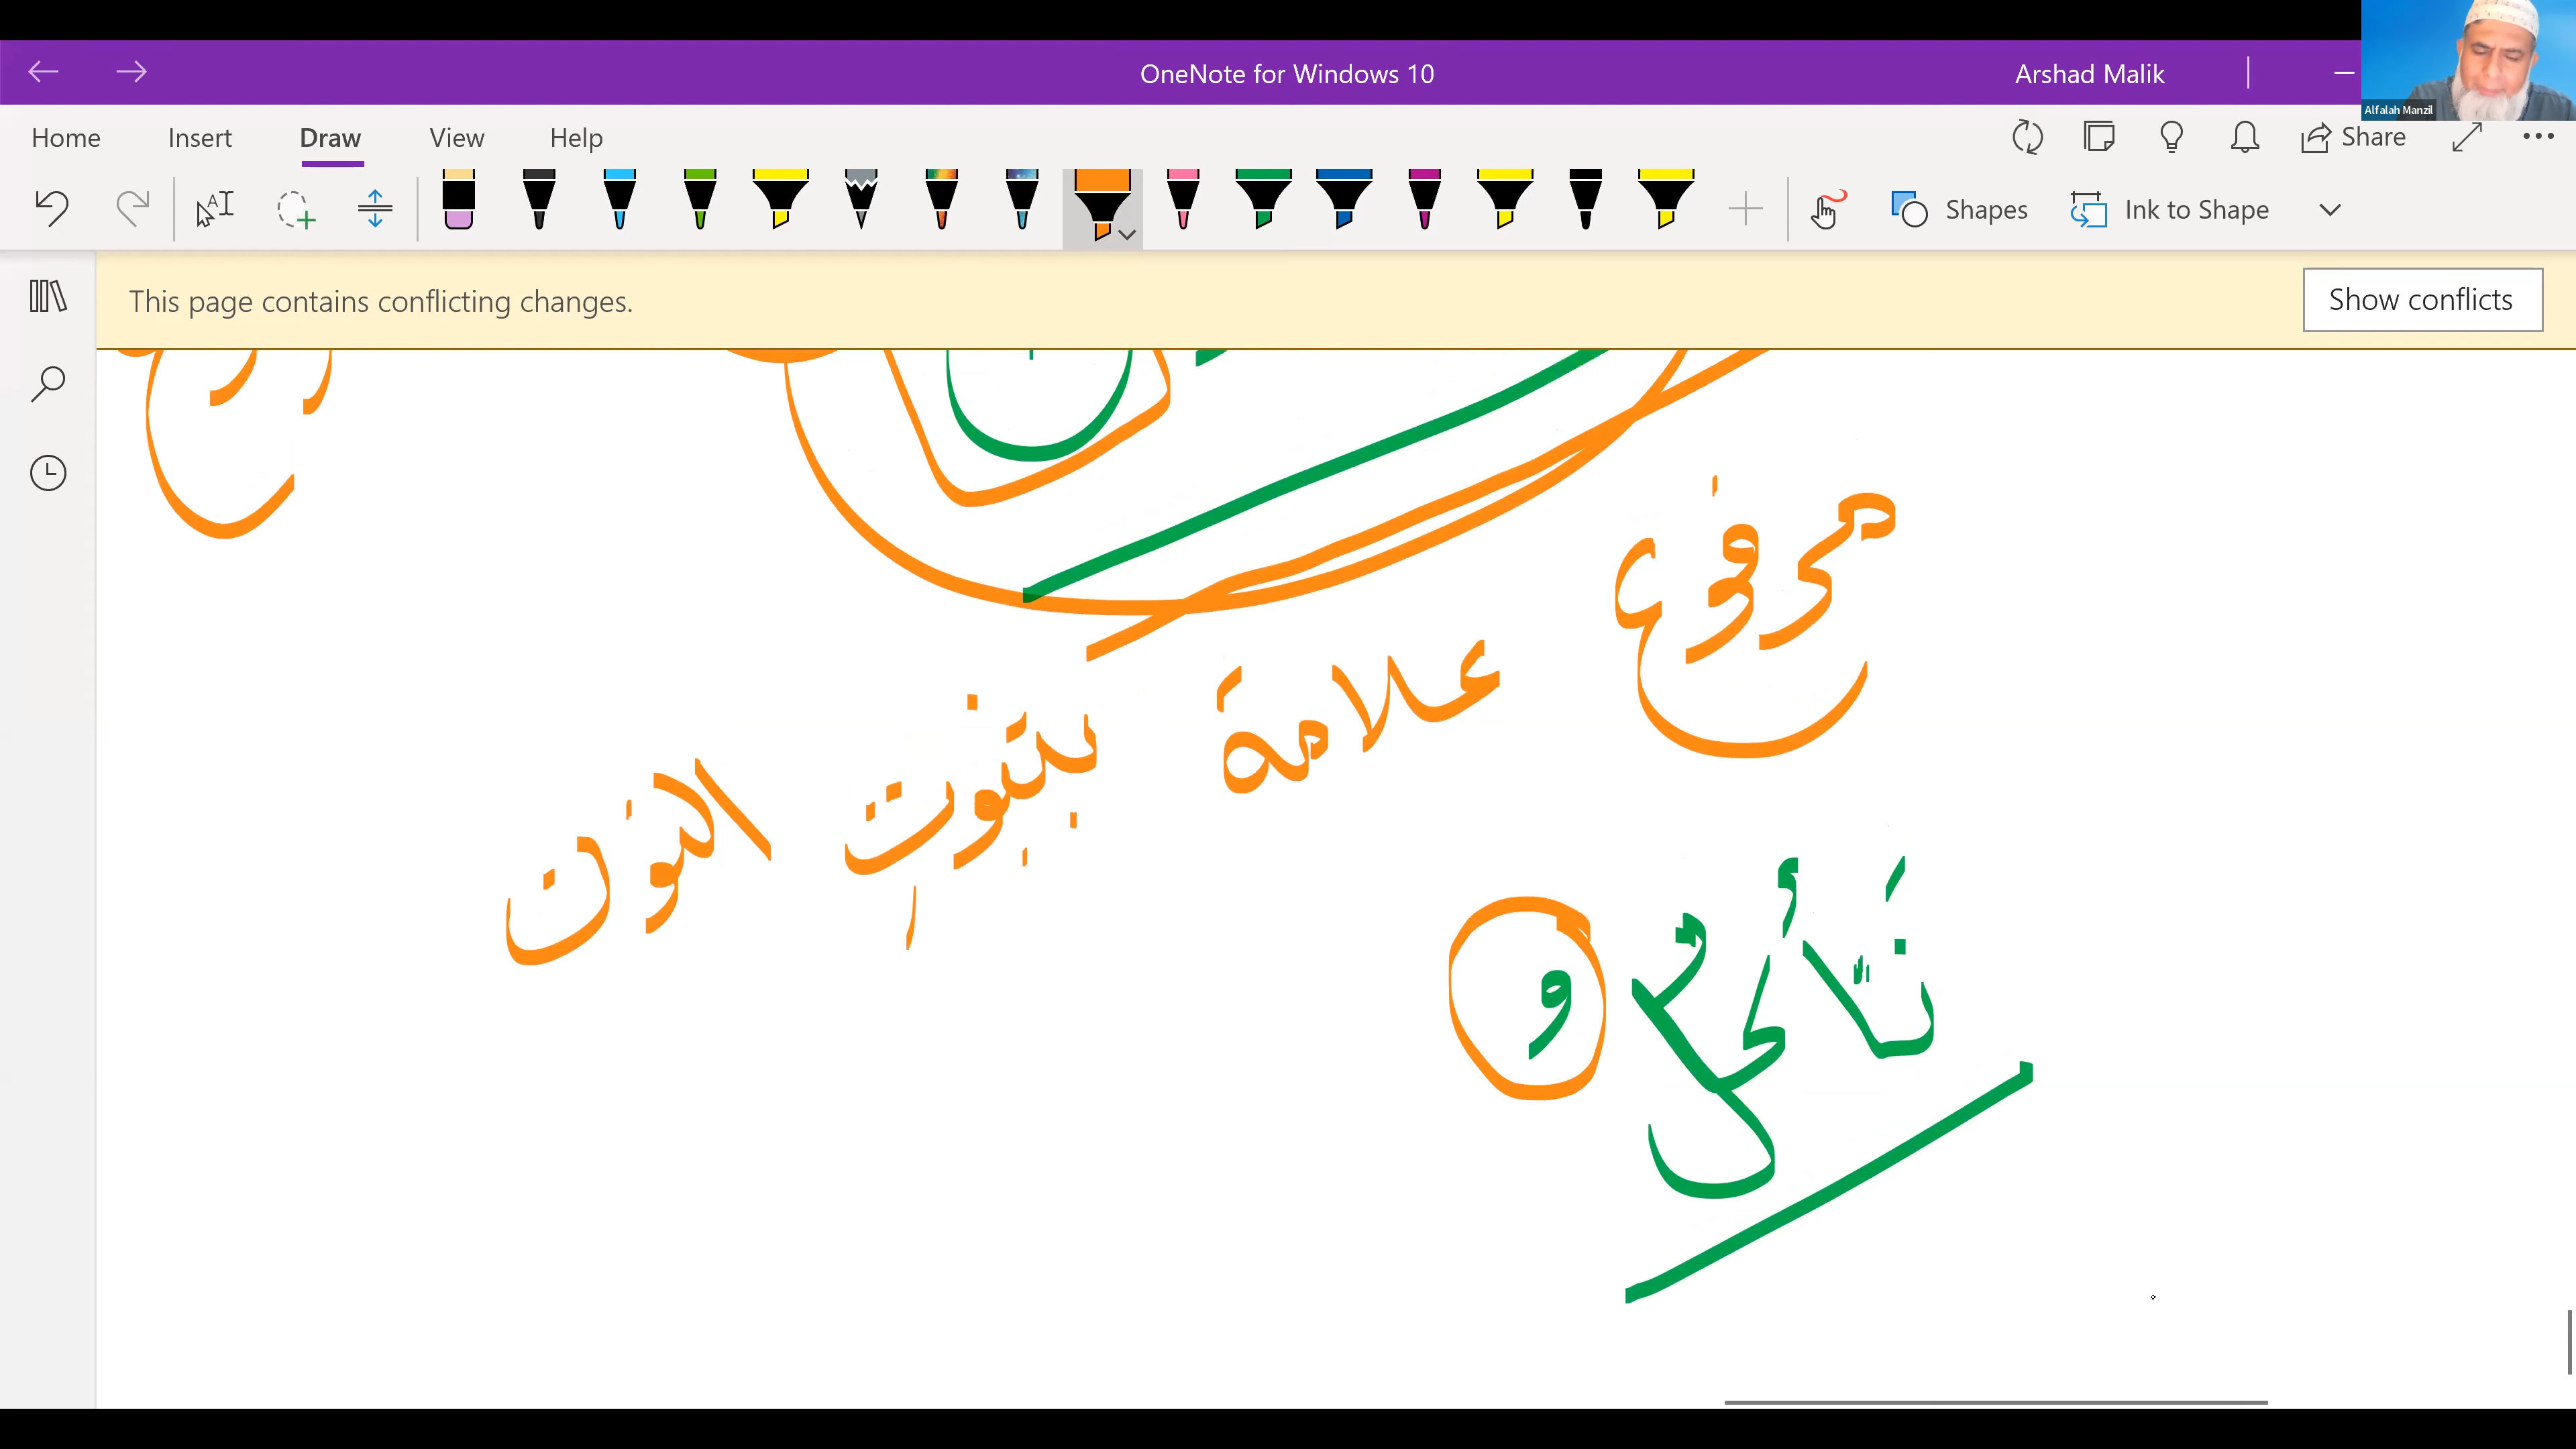 OneNote for Windows 10
Arshad Malik
Alfalah Manzil
Home Insert Draw View Help
Share
Shapes
Ink to Shape
This page contains conflicting changes.
Show conflicts
مرفوع
علامة بثبوتِ النون
و